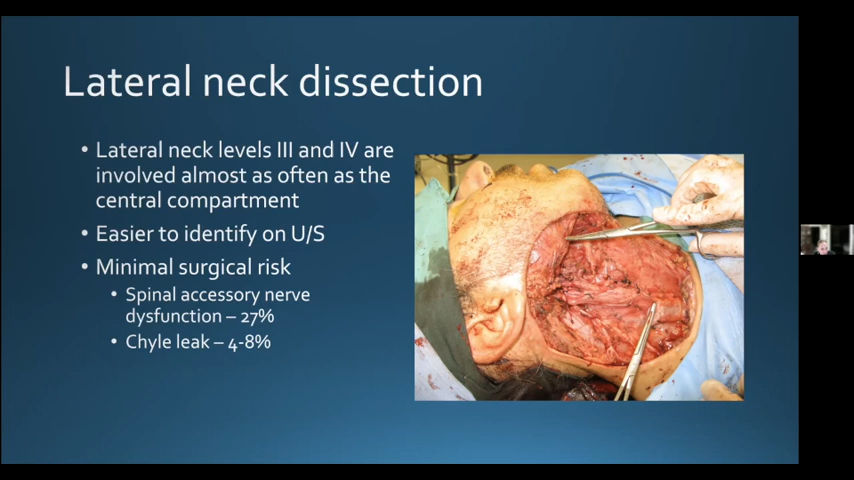 Lateral neck dissection
• Lateral neck levels III and IV are
involved almost as often as the
central compartment
• Easier to identify on U/S
• Minimal surgical risk
• Spinal accessory nerve
dysfunction – 27%
• Chyle leak – 4-8%